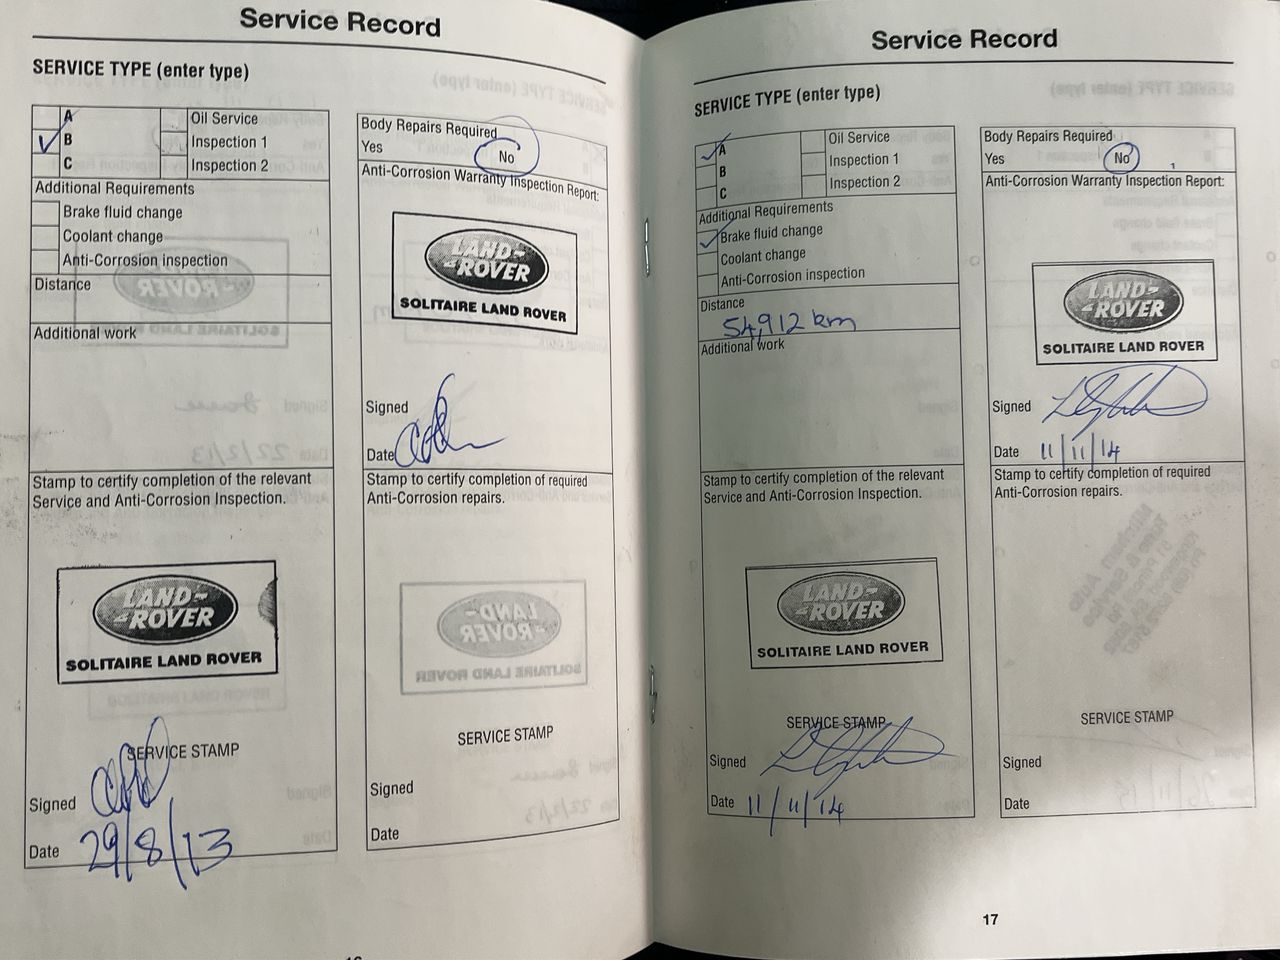 Service Record
SERVICE TYPE (enter type)
A
B
C
Oil Service
Inspection 1
Inspection 2
Additional Requirements
Brake fluid change
Coolant change
Anti-Corrosion inspection
Distance
Additional work
Stamp to certify completion of the relevant
Service and Anti-Corrosion Inspection.
LAND-
-ROVER
SOLITAIRE LAND ROVER
SERVICE STAMP
Signed
Date 29/8/13
Body Repairs Required
Yes No
Anti-Corrosion Warranty Inspection Report:
LAND-
-ROVER
SOLITAIRE LAND ROVER
Signed
Date
Stamp to certify completion of required
Anti-Corrosion repairs.
SERVICE STAMP
Signed
Date
Service Record
SERVICE TYPE (enter type)
A
B
C
Oil Service
Inspection 1
Inspection 2
Additional Requirements
Brake fluid change
Coolant change
Anti-Corrosion inspection
Distance
54,912 km
Additional work
Stamp to certify completion of the relevant
Service and Anti-Corrosion Inspection.
LAND-
-ROVER
SOLITAIRE LAND ROVER
SERVICE STAMP
Signed
Date 11/11/14
Body Repairs Required
Yes No
Anti-Corrosion Warranty Inspection Report:
LAND-
-ROVER
SOLITAIRE LAND ROVER
Signed
Date 11/11/14
Stamp to certify completion of required
Anti-Corrosion repairs.
SERVICE STAMP
Signed
Date
17